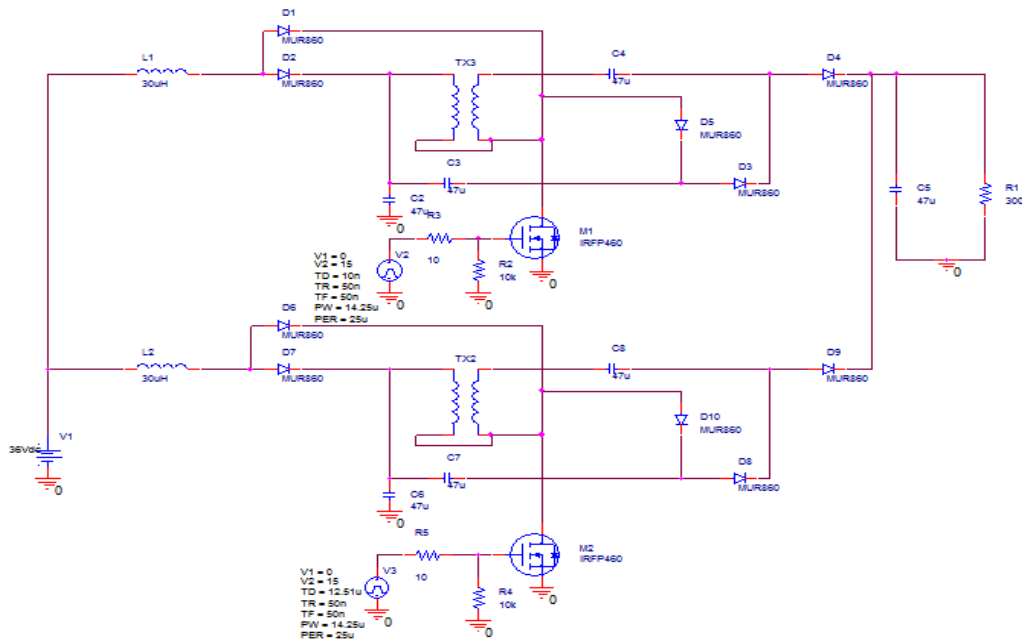 D1
MUR860
L1
30uH
D2
MUR860
TX3
C4
47u
D4
MUR860
D5
MUR860
C3
47u
D3
MUR860
C2
47u
0
C5
47u
R1
300
0
R3
10
M1
IRFP460
V2
R2
10k
0
0
0
V1 = 0
V2 = 15
TD = 10n
TR = 50n
TF = 50n
PW = 14.25u
PER = 25u
D6
MUR860
L2
30uH
D7
MUR860
TX2
C8
47u
D9
MUR860
D10
MUR860
V1
36Vdc
0
C7
47u
D8
MUR860
C6
47u
0
R5
10
M2
IRFP460
V3
R4
10k
0
0
0
V1 = 0
V2 = 15
TD = 12.51u
TR = 50n
TF = 50n
PW = 14.25u
PER = 25u